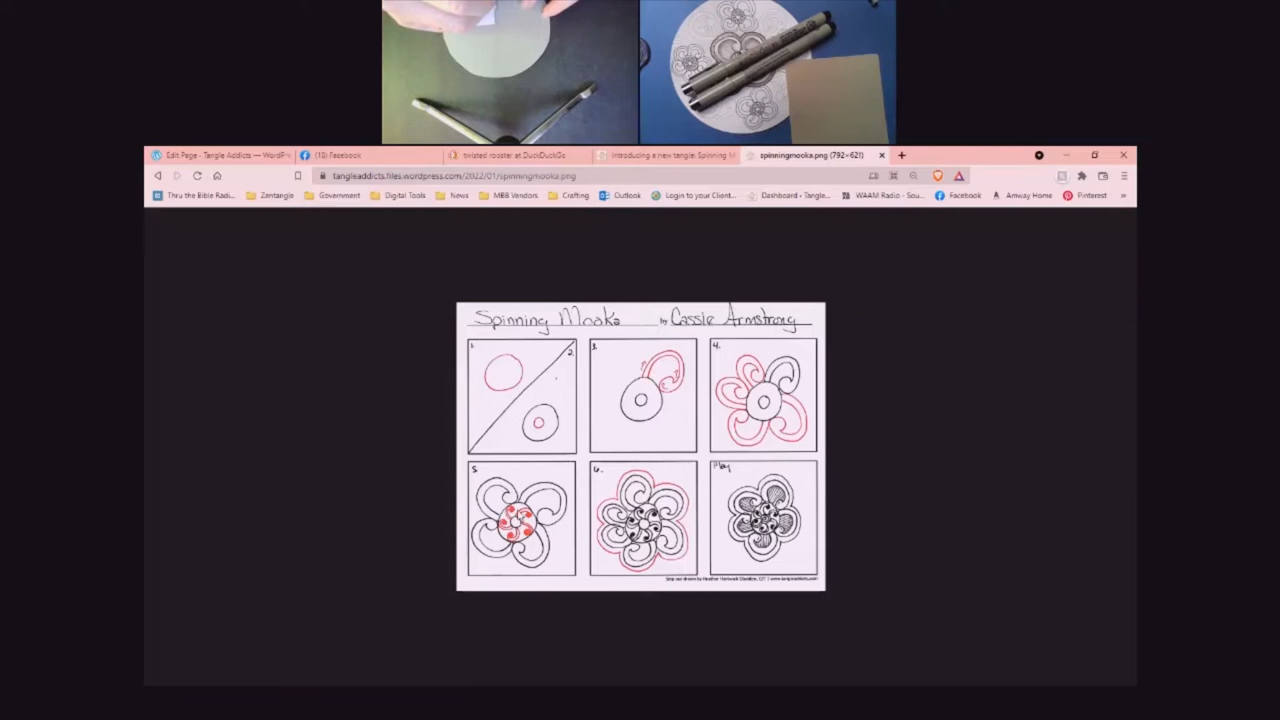 Edit Page - Tangle Addicts — WordPr
(18) Facebook
twisted rooster at DuckDuckGo
Introducing a new tangle: Spinning M
spinningmooka.png (792×621)
tangleaddicts.files.wordpress.com/2022/01/spinningmooka.png
Thru the Bible Radi...
Zentangle
Government
Digital Tools
News
MBB Vendors
Crafting
Outlook
Login to your Client...
Dashboard - Tangle...
WAAM Radio - Sou...
Facebook
Amway Home
Pinterest
Spinning Mooka by Cassie Armstrong
1.
2.
3.
4.
5.
6.
Play